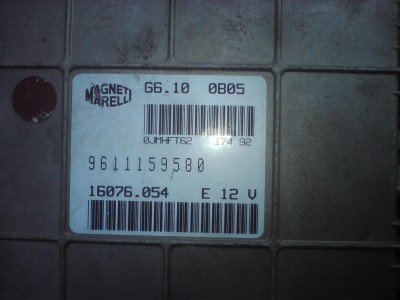 MAGNETI
MARELLI
G6.10 0B05
0JMHFT62 174 92
9611159580
16076.054 E 12 V